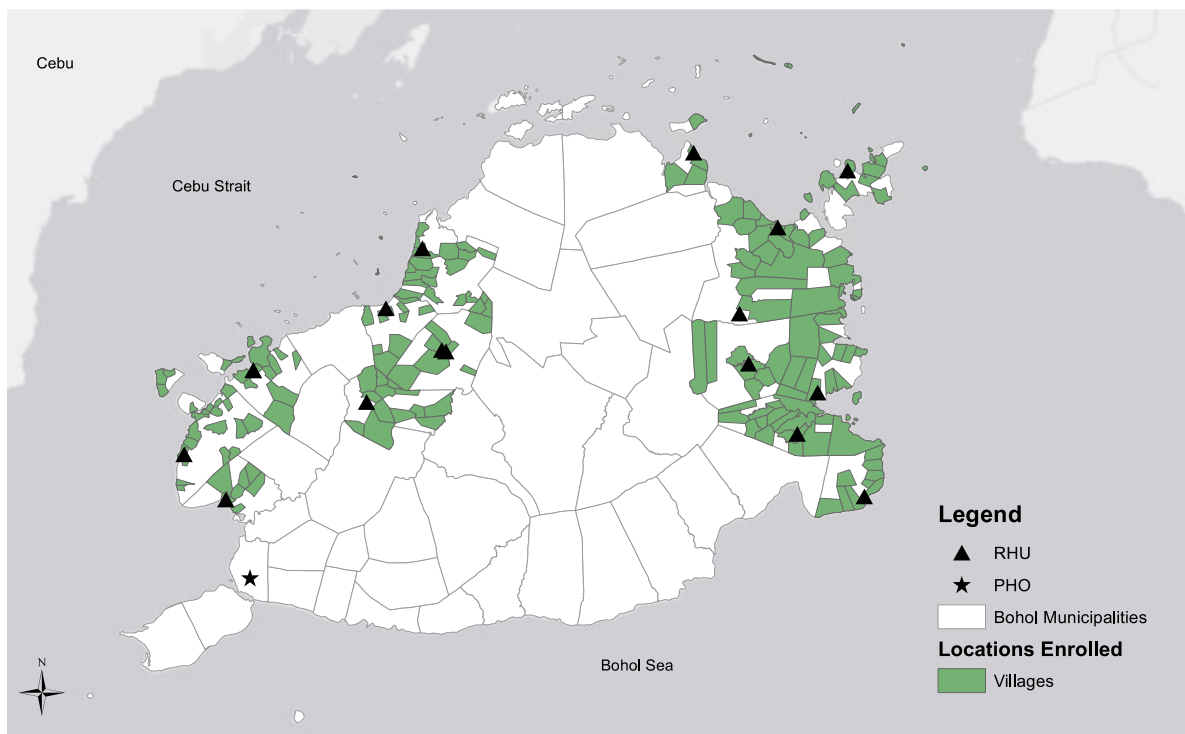 Cebu
Cebu Strait
Legend
RHU
PHO
Bohol Municipalities
Locations Enrolled
Villages
Bohol Sea
N